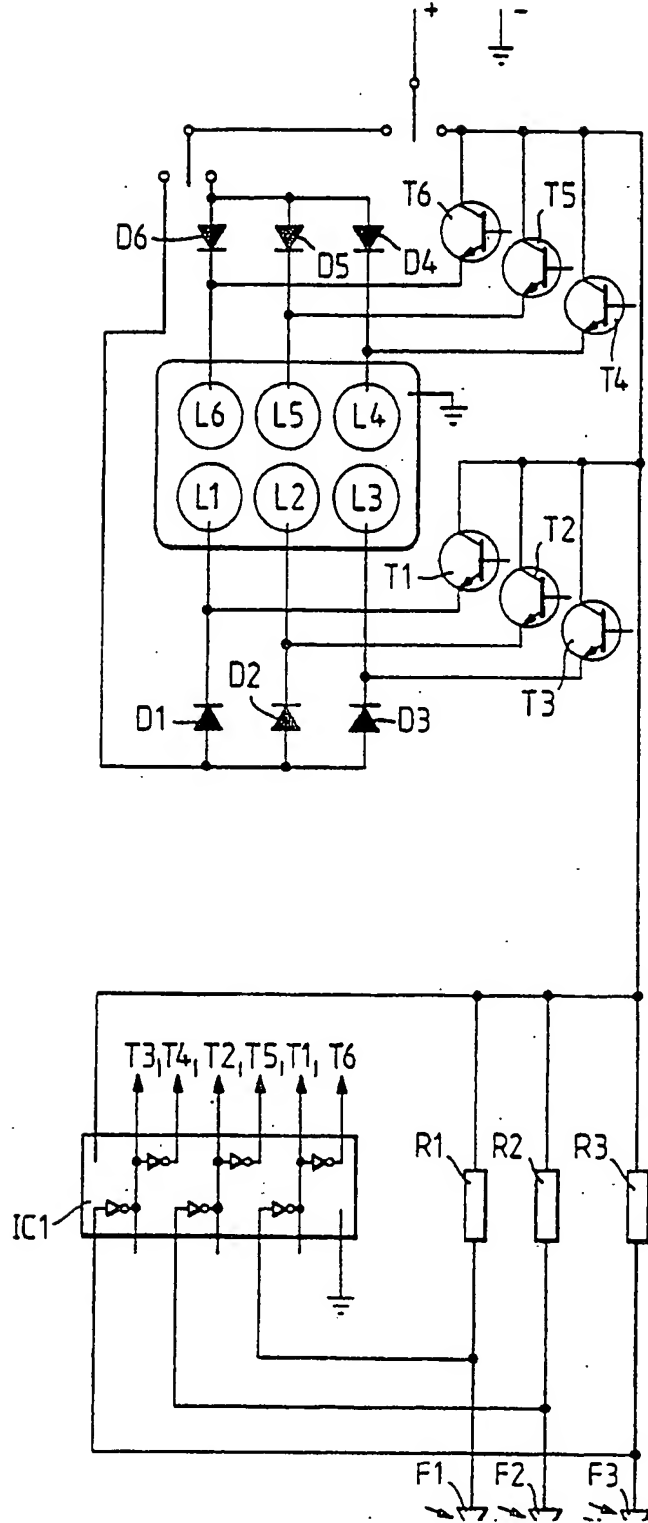 + -
T6 T5
D6 D5 D4
T4
L6 L5 L4
L1 L2 L3
T2
T1
D2
T3
D1 D3
T3, T4, T2, T5, T1, T6
R1 R2 R3
IC1
F1 F2 F3